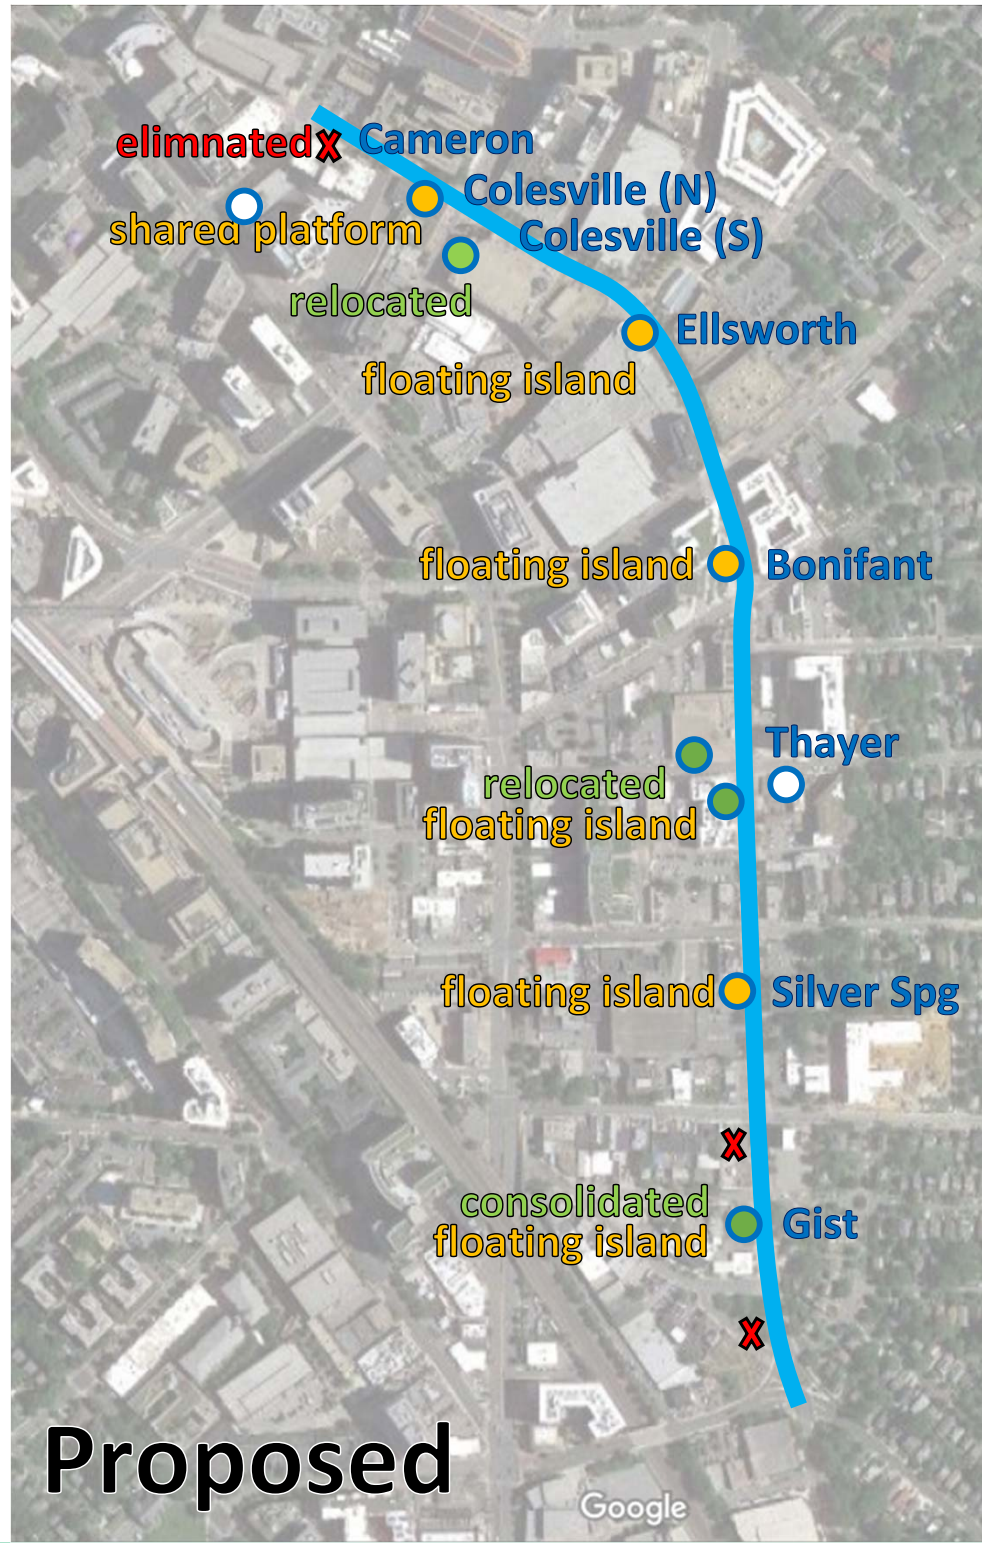 elimnated
Cameron
Colesville (N)
shared platform
Colesville (S)
relocated
Ellsworth
floating island
floating island
Bonifant
Thayer
relocated
floating island
floating island
Silver Spg
consolidated
Gist
floating island
Proposed
Google